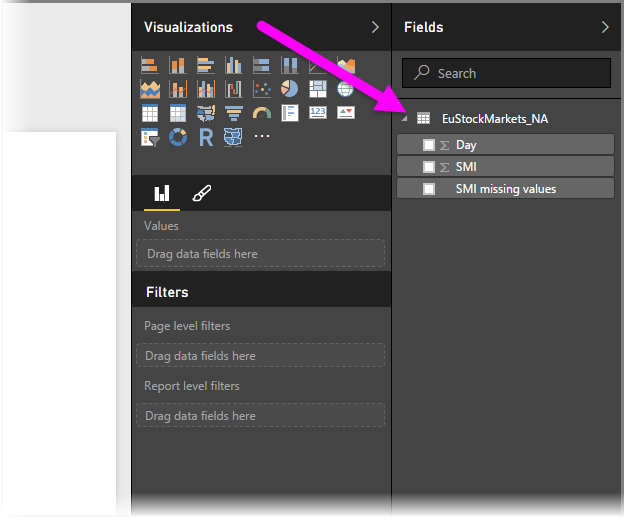 Visualizations
Fields
Search
R
123
...
EuStockMarkets_NA
Σ Day
Σ SMI
SMI missing values
Values
Drag data fields here
Filters
Page level filters
Drag data fields here
Report level filters
Drag data fields here